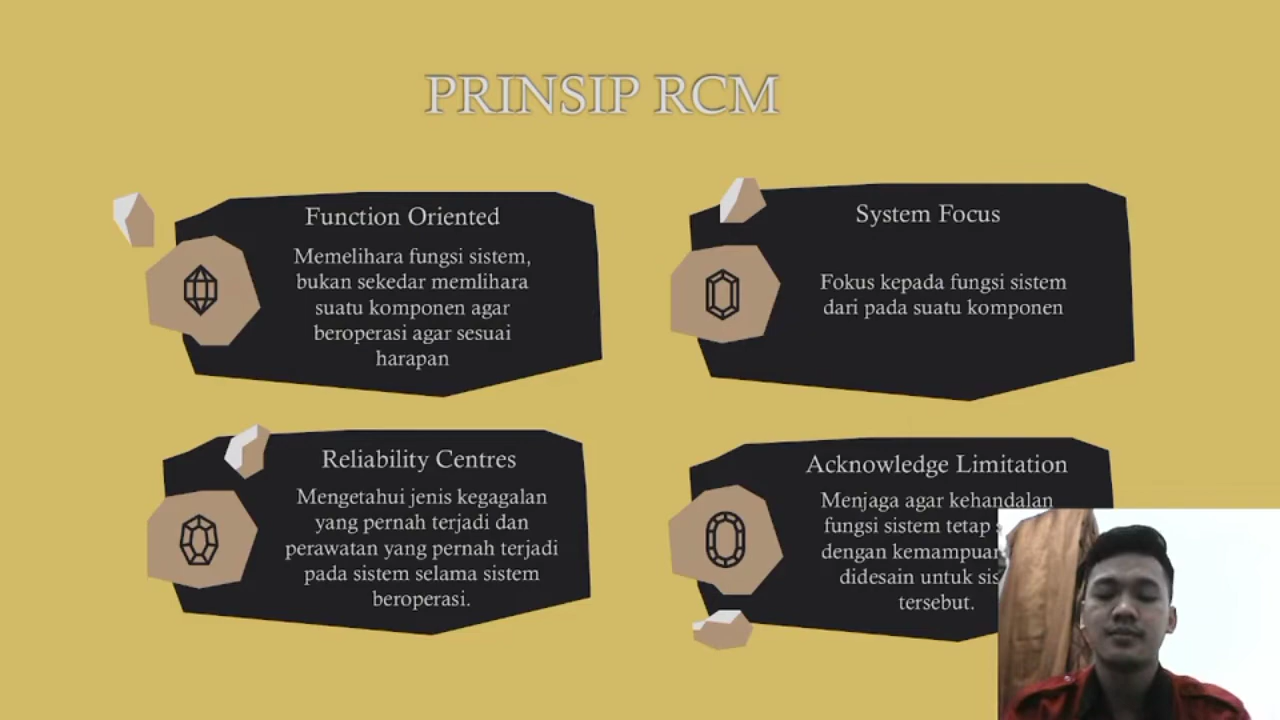 PRINSIP RCM
Function Oriented
Memelihara fungsi sistem,
bukan sekedar memlihara
suatu komponen agar
beroperasi agar sesuai
harapan
System Focus
Fokus kepada fungsi sistem
dari pada suatu komponen
Reliability Centres
Mengetahui jenis kegagalan
yang pernah terjadi dan
perawatan yang pernah terjadi
pada sistem selama sistem
beroperasi.
Acknowledge Limitation
Menjaga agar kehandalan
fungsi sistem tetap
dengan kemampuan
didesain untuk
tersebut.